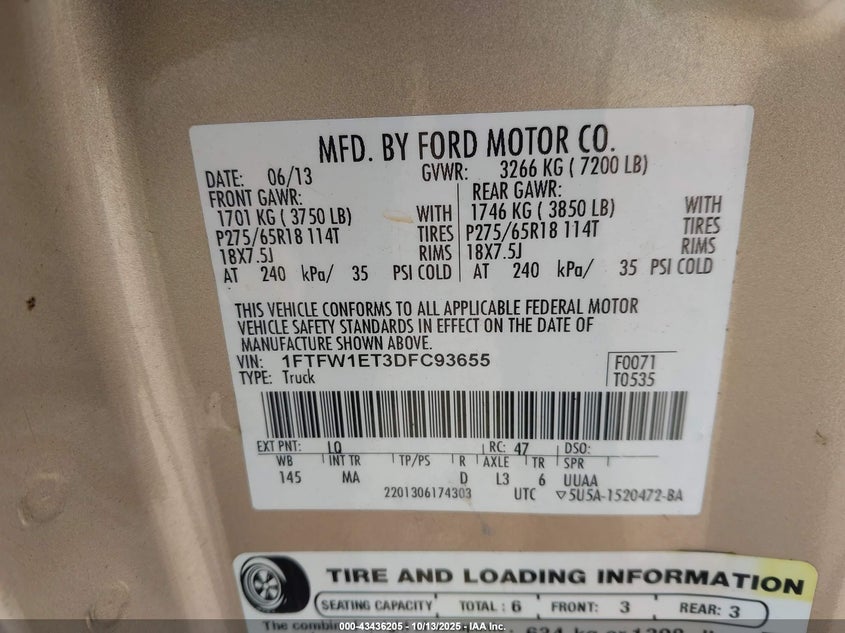 MFD. BY FORD MOTOR CO.
DATE: 06/13 GVWR: 3266 KG ( 7200 LB)
FRONT GAWR: REAR GAWR:
1701 KG ( 3750 LB) WITH 1746 KG ( 3850 LB) WITH
P275/65R18 114T TIRES P275/65R18 114T TIRES
18X7.5J RIMS 18X7.5J RIMS
AT 240 kPa/ 35 PSI COLD AT 240 kPa/ 35 PSI COLD
THIS VEHICLE CONFORMS TO ALL APPLICABLE FEDERAL MOTOR
VEHICLE SAFETY STANDARDS IN EFFECT ON THE DATE OF
MANUFACTURE SHOWN ABOVE.
VIN: 1FTFW1ET3DFC93655 F0071
TYPE: Truck T0535
EXT PNT: LQ RC: 47 DSO:
WB INT TR TP/PS R AXLE TR SPR
145 MA D L3 6 UUAA
2201306174303 UTC ▽5U5A-1520472-BA
TIRE AND LOADING INFORMATION
SEATING CAPACITY TOTAL : 6 FRONT: 3 REAR: 3
The combin
000-43436205 - 10/13/2025 - IAA Inc.